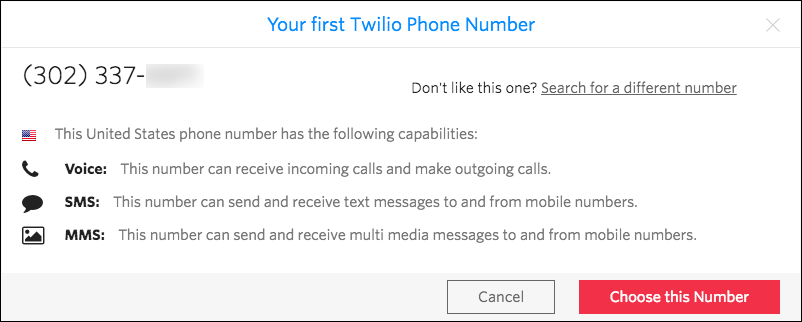 Your first Twilio Phone Number
(302) 337-
Don't like this one? Search for a different number
This United States phone number has the following capabilities:
Voice: This number can receive incoming calls and make outgoing calls.
SMS: This number can send and receive text messages to and from mobile numbers.
MMS: This number can send and receive multi media messages to and from mobile numbers.
Cancel
Choose this Number